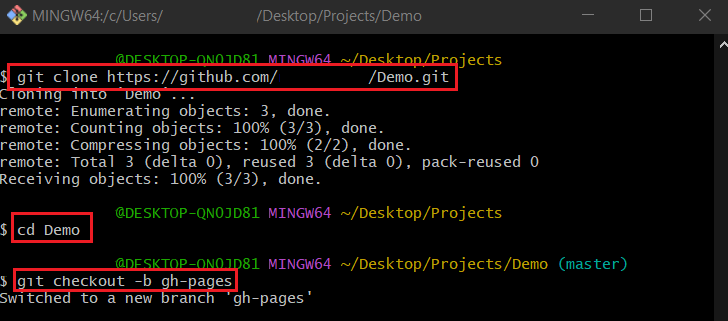 MINGW64:/c/Users/ /Desktop/Projects/Demo
@DESKTOP-QNOJD81 MINGW64 ~/Desktop/Projects
$ git clone https://github.com/ /Demo.git
Cloning into 'Demo'...
remote: Enumerating objects: 3, done.
remote: Counting objects: 100% (3/3), done.
remote: Compressing objects: 100% (2/2), done.
remote: Total 3 (delta 0), reused 3 (delta 0), pack-reused 0
Receiving objects: 100% (3/3), done.
@DESKTOP-QNOJD81 MINGW64 ~/Desktop/Projects
$ cd Demo
@DESKTOP-QNOJD81 MINGW64 ~/Desktop/Projects/Demo (master)
$ git checkout -b gh-pages
Switched to a new branch 'gh-pages'